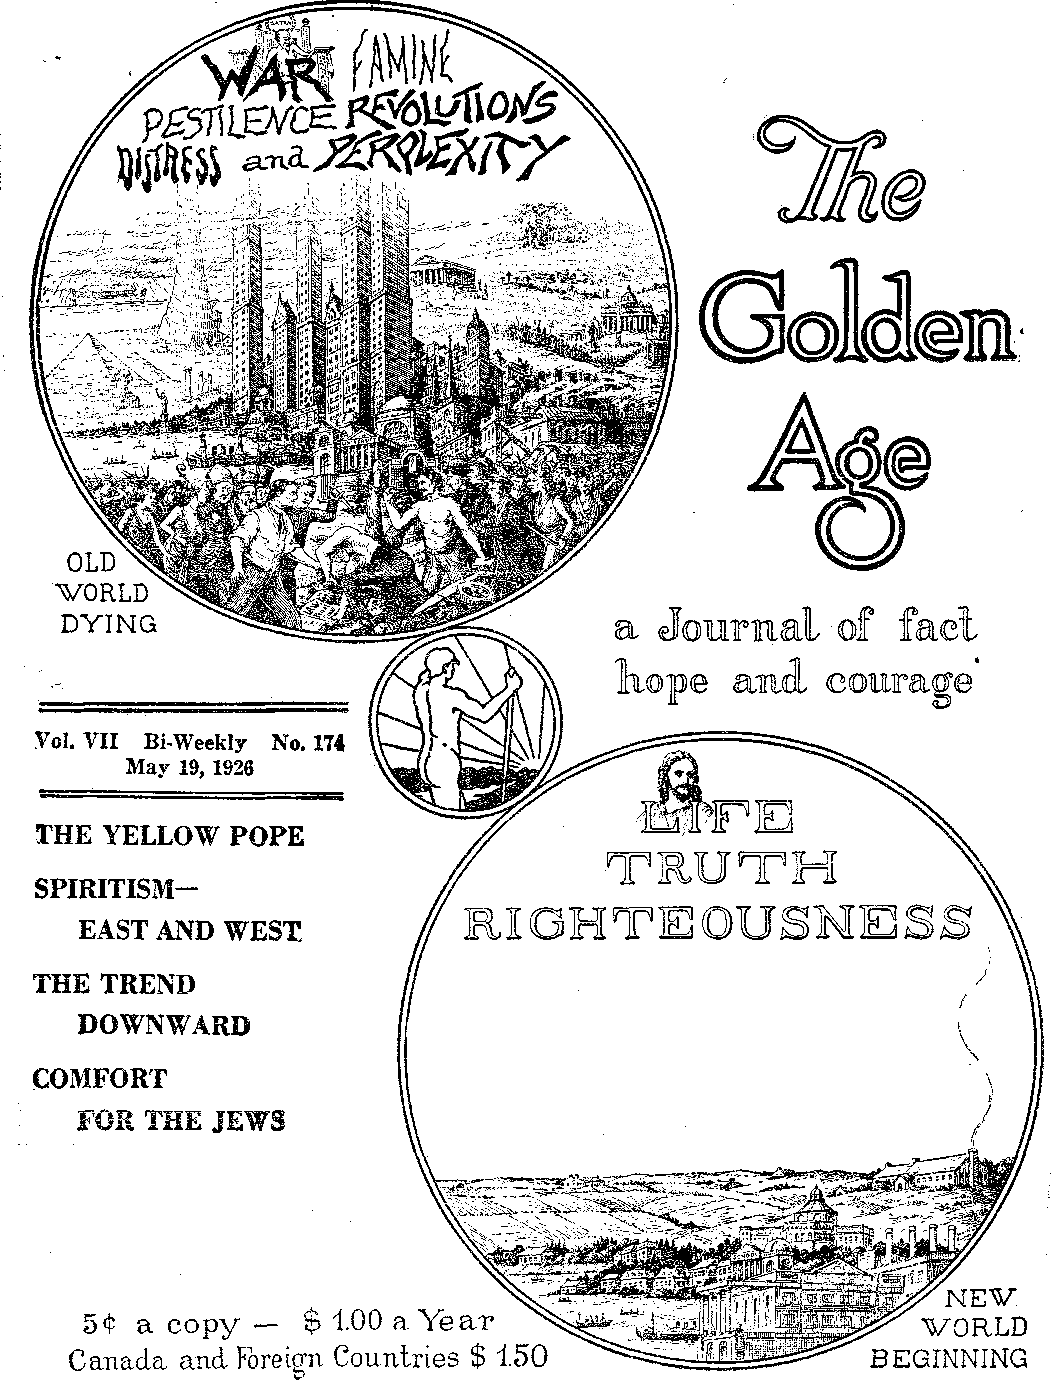 SATAN
WAR FAMINE
PESTILENCE REVOLUTIONS
DISTRESS and PERPLEXITY
The
Golden
Age
OLD
WORLD
DYING
a Journal of fact
hope and courage
Vol. VII Bi-Weekly No. 174
May 19, 1926
THE YELLOW POPE
SPIRITISM—
EAST AND WEST
THE TREND
DOWNWARD
COMFORT
FOR THE JEWS
LIFE
TRUTH
RIGHTEOUSNESS
5¢ a copy — $ 1.00 a Year
Canada and Foreign Countries $ 1.50
NEW
WORLD
BEGINNING